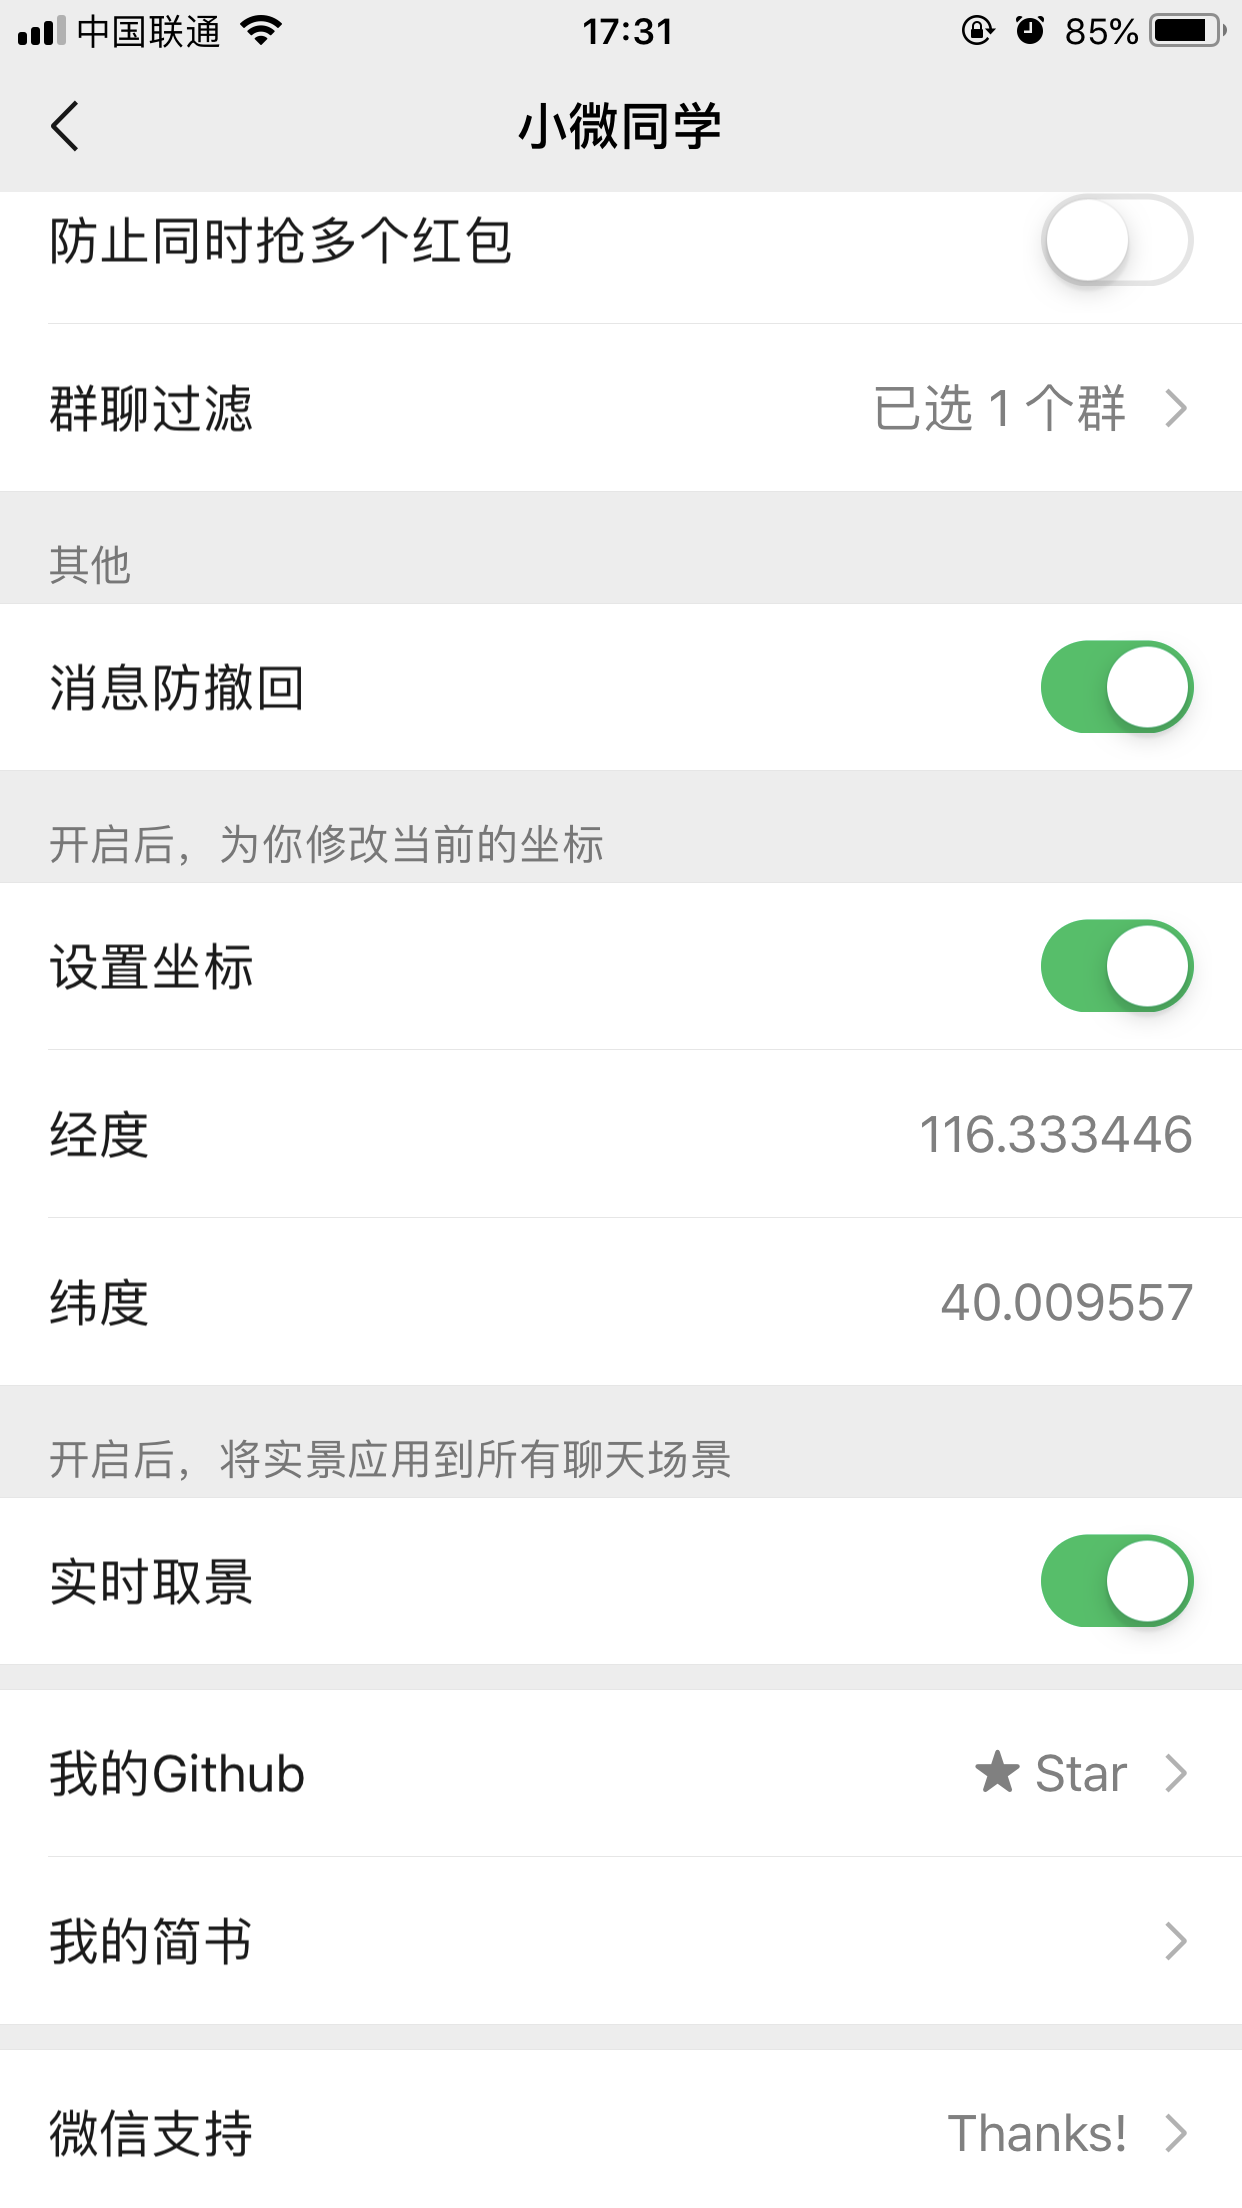 中国联通 17:31 85%
小微同学
防止同时抢多个红包
群聊过滤 已选 1 个群
其他
消息防撤回
开启后，为你修改当前的坐标
设置坐标
经度 116.333446
纬度 40.009557
开启后，将实景应用到所有聊天场景
实时取景
我的Github ★ Star
我的简书
微信支持 Thanks!